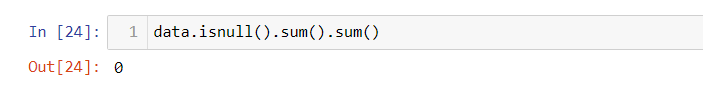 In [24]: 1 data.isnull().sum().sum()
Out[24]: 0